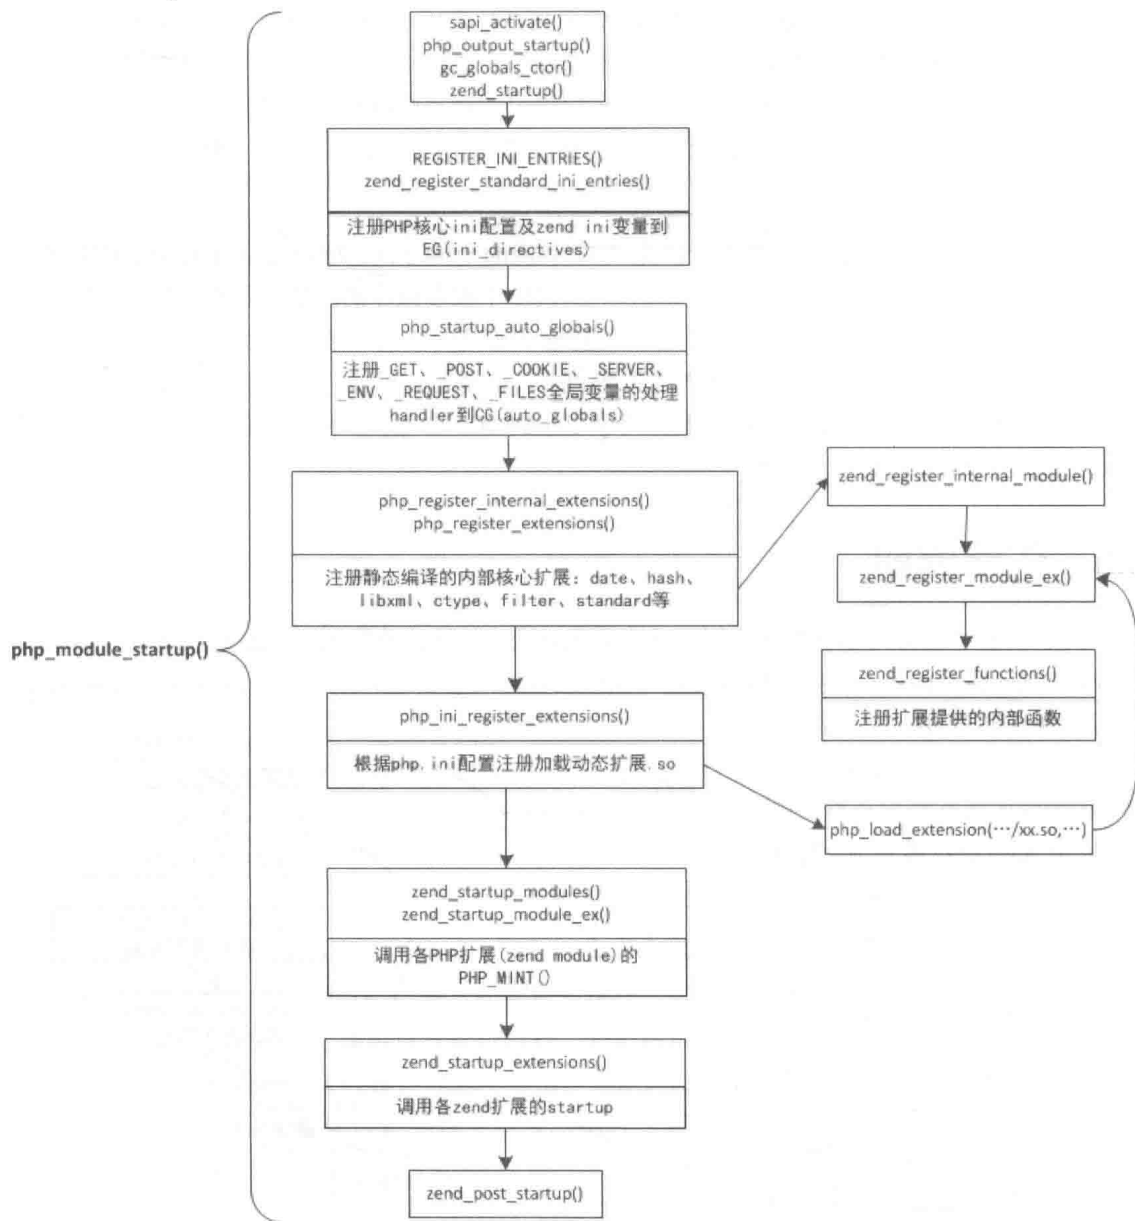 sapi_activate()
php_output_startup()
gc_globals_ctor()
zend_startup()
REGISTER_INI_ENTRIES()
zend_register_standard_ini_entries()
注册PHP核心ini配置及zend ini变量到
EG(ini_directives)
php_startup_auto_globals()
注册_GET、_POST、_COOKIE、_SERVER、
_ENV、_REQUEST、_FILES全局变量的处理
handler到CG(auto_globals)
php_register_internal_extensions()
php_register_extensions()
注册静态编译的内部核心扩展：date、hash、
libxml、ctype、filter、standard等
zend_register_internal_module()
zend_register_module_ex()
zend_register_functions()
注册扩展提供的内部函数
php_module_startup()
php_ini_register_extensions()
根据php.ini配置注册加载动态扩展.so
php_load_extension(…/xx.so,…)
zend_startup_modules()
zend_startup_module_ex()
调用各PHP扩展(zend module)的
PHP_MINT()
zend_startup_extensions()
调用各zend扩展的startup
zend_post_startup()